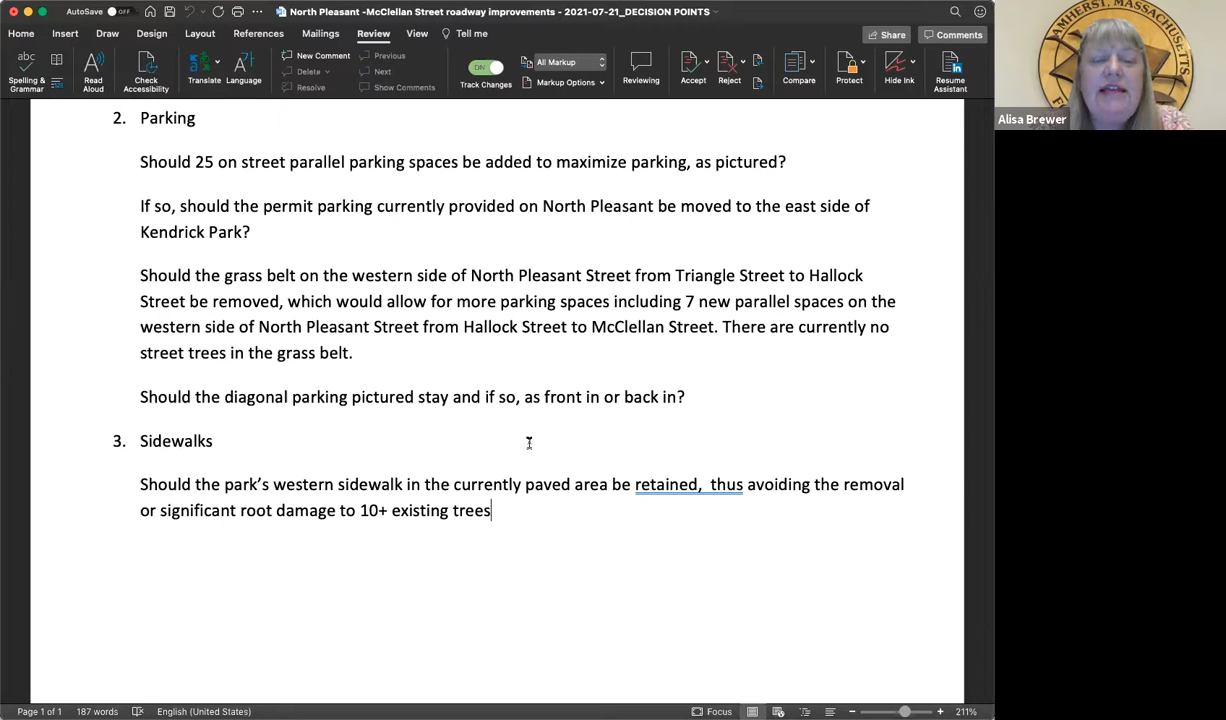 AutoSave OFF
North Pleasant -McClellan Street roadway improvements - 2021-07-21_DECISION POINTS
Home Insert Draw Design Layout References Mailings Review View Tell me Share Comments
abc Spelling & Grammar
Read Aloud
Check Accessibility
Translate
Language
New Comment
Delete
Resolve
Previous
Next
Show Comments
ON
Track Changes
All Markup
Markup Options
Reviewing
Accept
Reject
Compare
Protect
Hide Ink
Resume Assistant
AMHERST, MASSACHUSETTS
Alisa Brewer
2. Parking
Should 25 on street parallel parking spaces be added to maximize parking, as pictured?
If so, should the permit parking currently provided on North Pleasant be moved to the east side of
Kendrick Park?
Should the grass belt on the western side of North Pleasant Street from Triangle Street to Hallock
Street be removed, which would allow for more parking spaces including 7 new parallel spaces on the
western side of North Pleasant Street from Hallock Street to McClellan Street. There are currently no
street trees in the grass belt.
Should the diagonal parking pictured stay and if so, as front in or back in?
3. Sidewalks
Should the park’s western sidewalk in the currently paved area be retained,  thus avoiding the removal
or significant root damage to 10+ existing trees
Page 1 of 1 187 words English (United States) Focus 211%